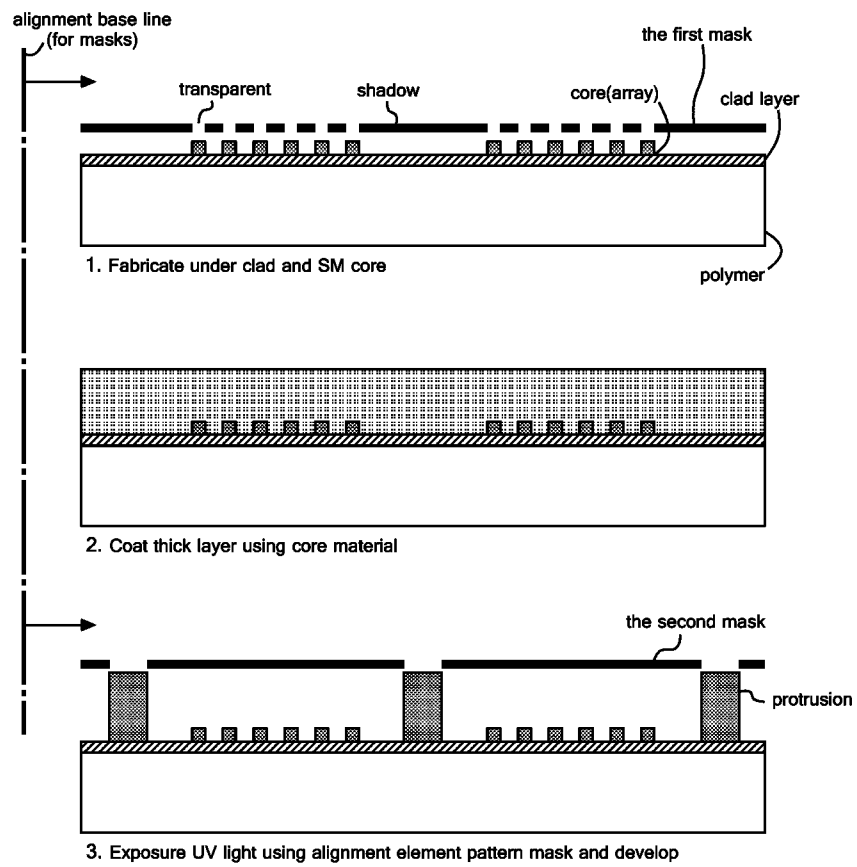 alignment base line
(for masks)
the first mask
transparent
shadow
core(array)
clad layer
1. Fabricate under clad and SM core
polymer
2. Coat thick layer using core material
the second mask
protrusion
3. Exposure UV light using alignment element pattern mask and develop